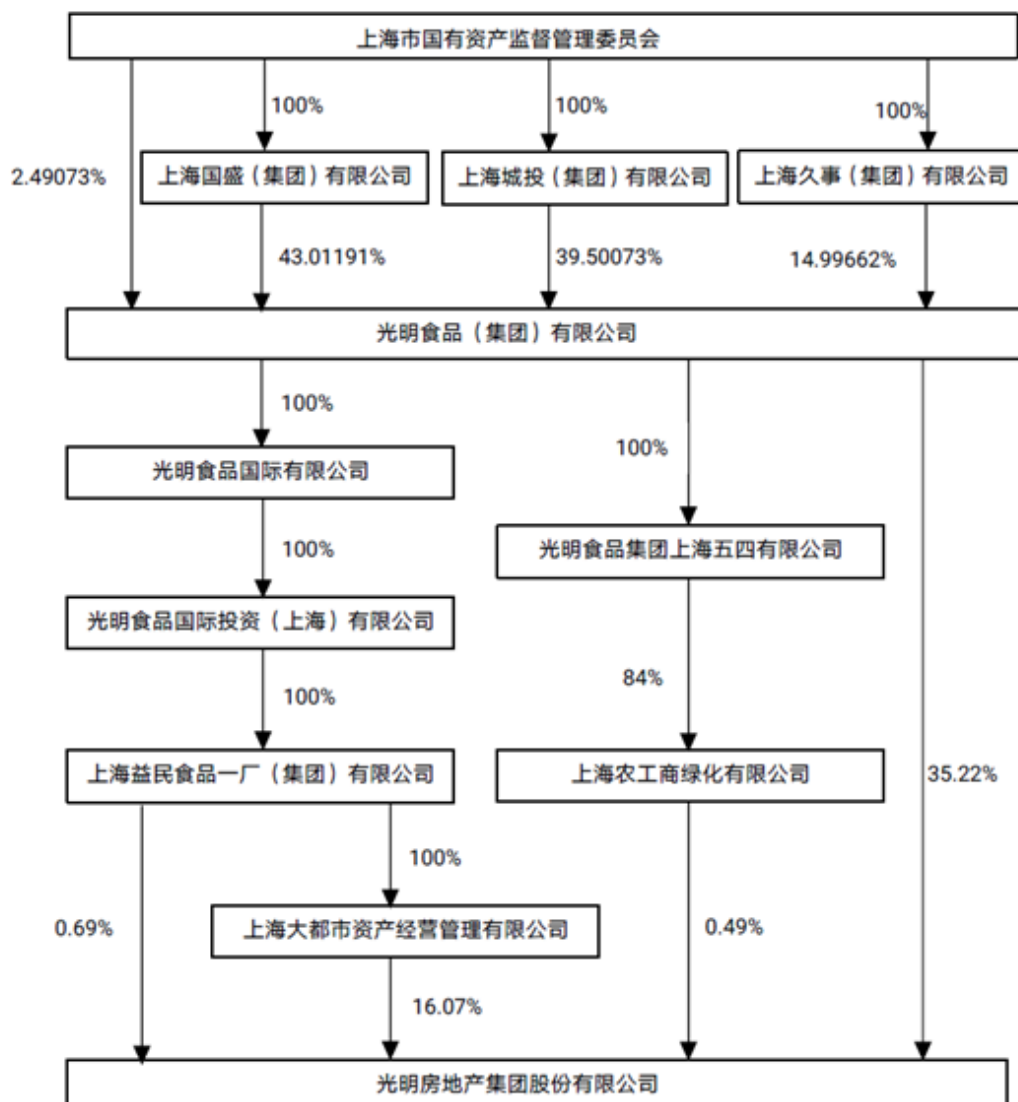 上海市国有资产监督管理委员会
100%
100%
100%
2.49073%
上海国盛（集团）有限公司
上海城投（集团）有限公司
上海久事（集团）有限公司
43.01191%
39.50073%
14.99662%
光明食品（集团）有限公司
100%
100%
光明食品国际有限公司
100%
光明食品集团上海五四有限公司
光明食品国际投资（上海）有限公司
84%
100%
上海益民食品一厂（集团）有限公司
上海农工商绿化有限公司
35.22%
100%
0.69%
上海大都市资产经营管理有限公司
0.49%
16.07%
光明房地产集团股份有限公司